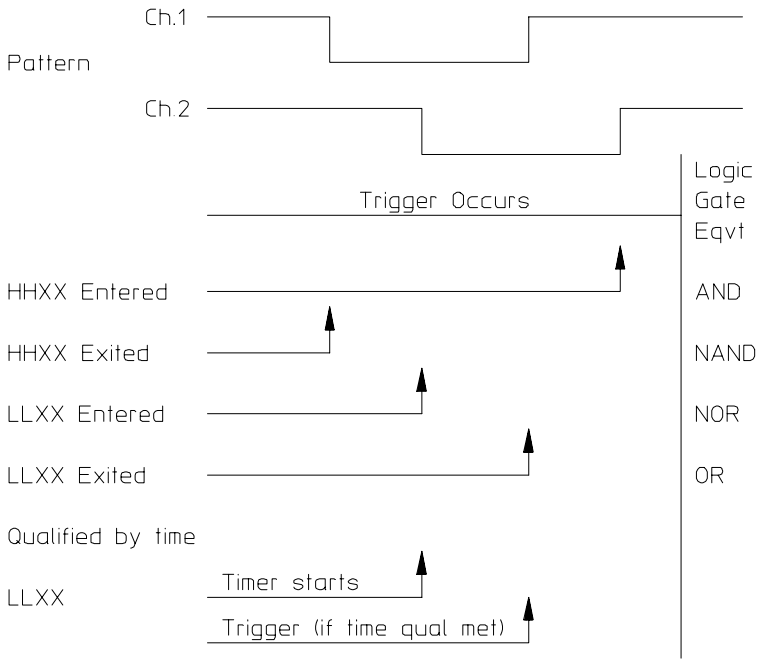 Ch.1
Pattern
Ch.2
Logic
Gate
Eqvt
Trigger Occurs
HHXX Entered
AND
HHXX Exited
NAND
LLXX Entered
NOR
LLXX Exited
OR
Qualified by time
LLXX
Timer starts
Trigger (if time qual met)